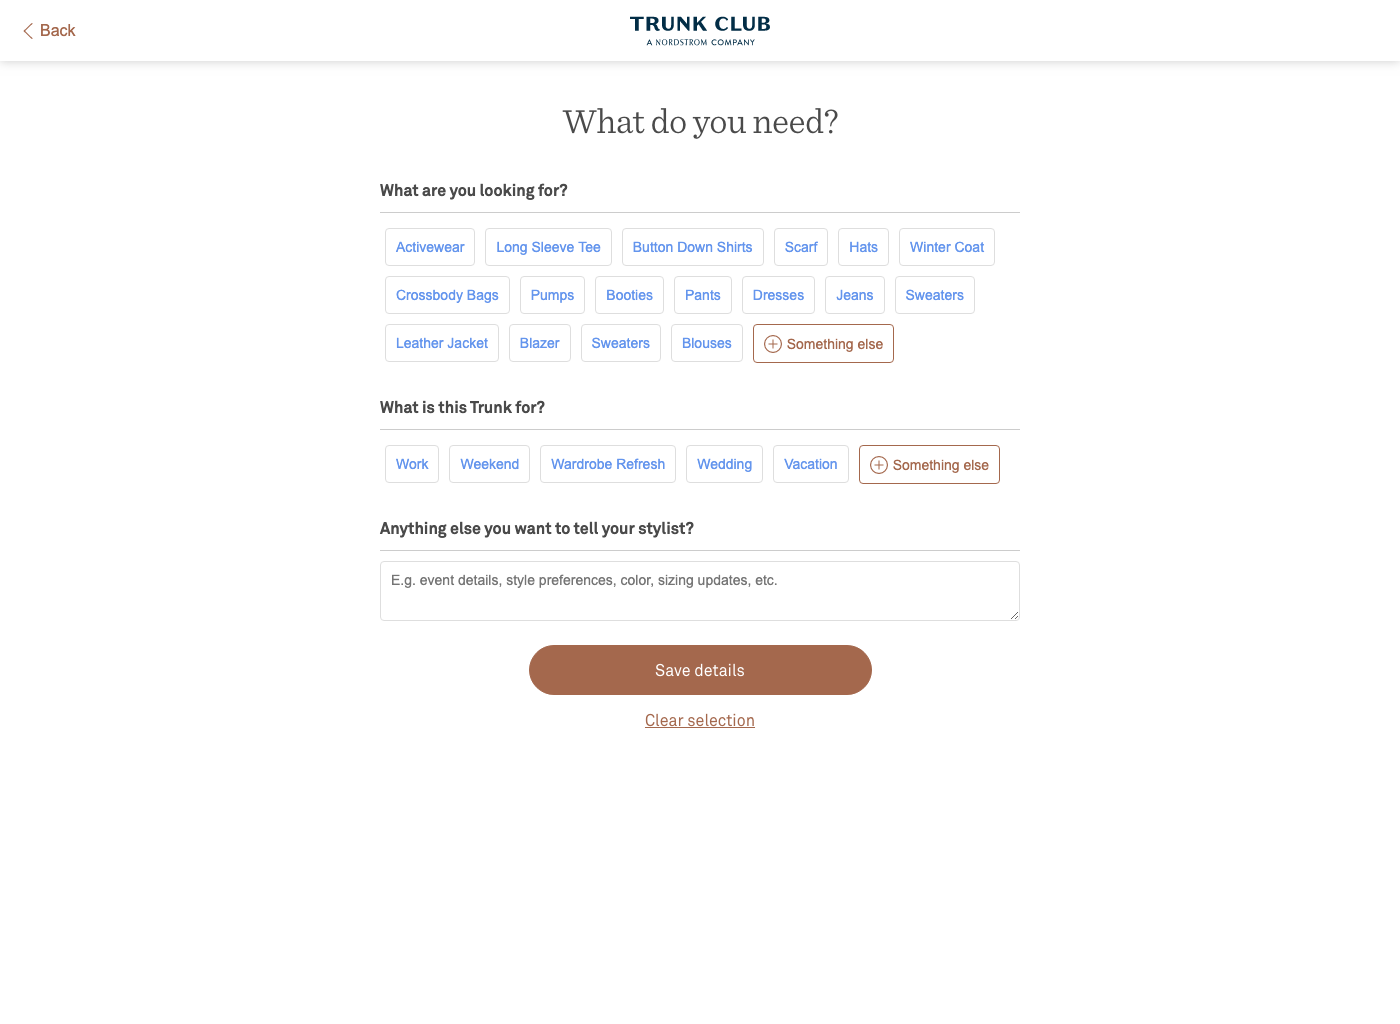 Back
TRUNK CLUB
A NORDSTROM COMPANY
What do you need?
What are you looking for?
Activewear Long Sleeve Tee Button Down Shirts Scarf Hats Winter Coat
Crossbody Bags Pumps Booties Pants Dresses Jeans Sweaters
Leather Jacket Blazer Sweaters Blouses Something else
What is this Trunk for?
Work Weekend Wardrobe Refresh Wedding Vacation Something else
Anything else you want to tell your stylist?
E.g. event details, style preferences, color, sizing updates, etc.
Save details
Clear selection